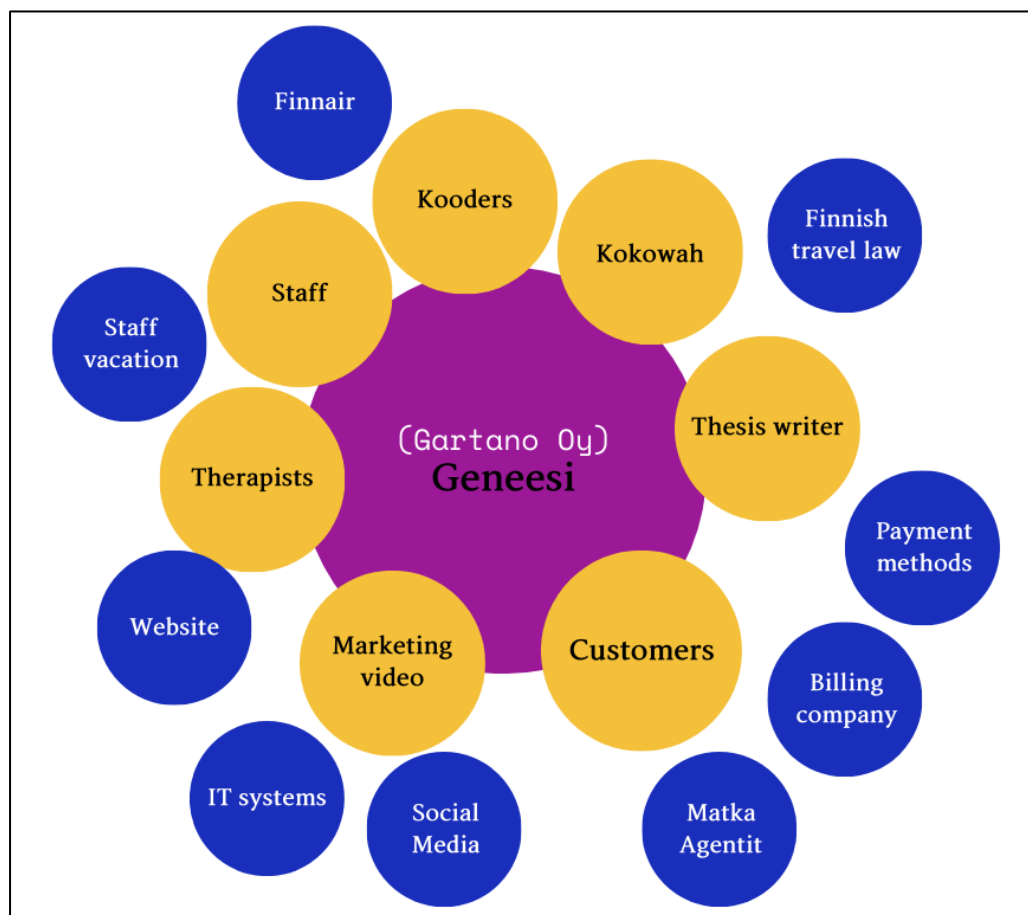 Finnair
Kooders
Kokowah
Finnish
travel law
Staff
Staff
vacation
Thesis writer
(Gartano Oy)
Geneesi
Therapists
Payment
methods
Website
Marketing
video
Customers
Billing
company
IT systems
Social
Media
Matka
Agentit